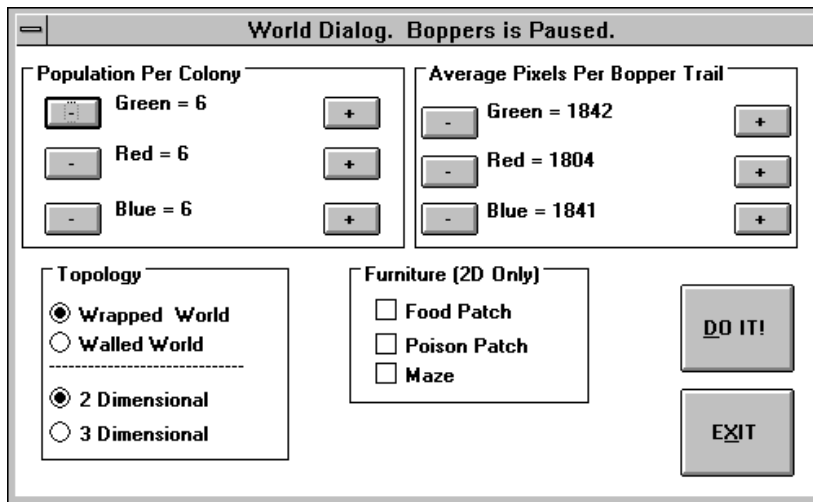 World Dialog.  Boppers is Paused.
Population Per Colony
- Green = 6 +
- Red = 6 +
- Blue = 6 +
Average Pixels Per Bopper Trail
- Green = 1842 +
- Red = 1804 +
- Blue = 1841 +
Topology
Wrapped  World
Walled World
----------------------------
2 Dimensional
3 Dimensional
Furniture (2D Only)
Food Patch
Poison Patch
Maze
DO IT!
EXIT